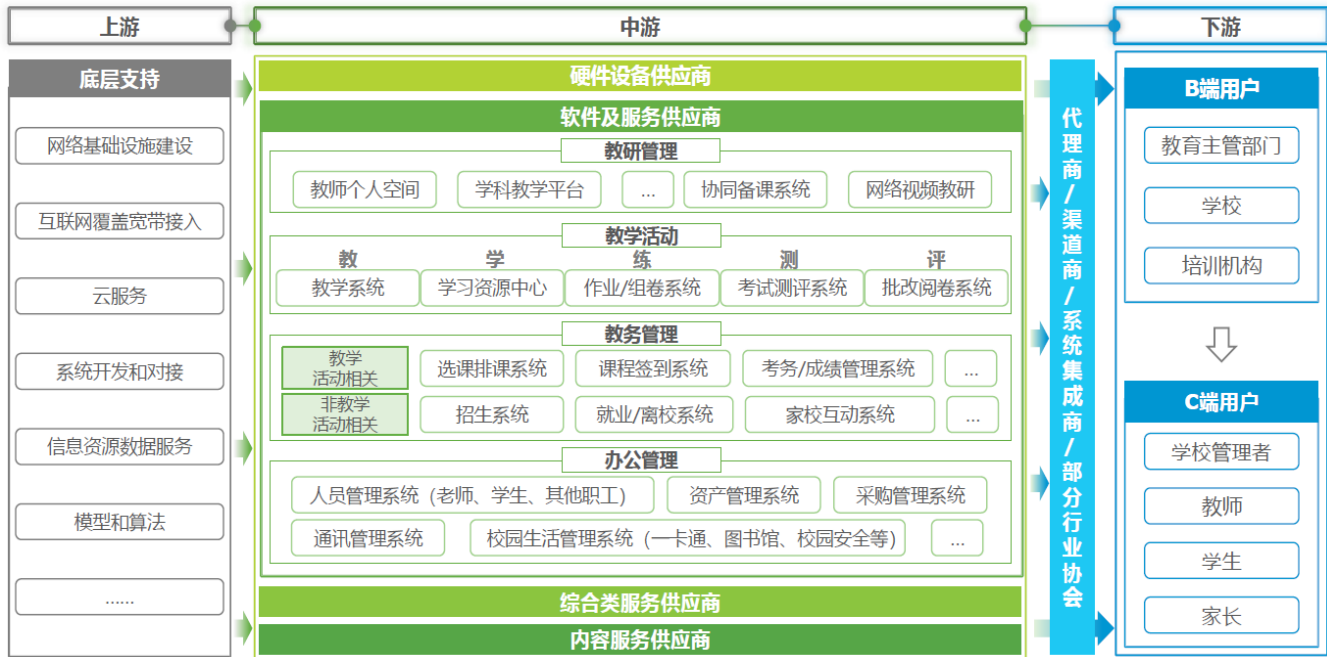 上游
中游
下游
底层支持
网络基础设施建设
互联网覆盖宽带接入
云服务
系统开发和对接
信息资源数据服务
模型和算法
......
硬件设备供应商
软件及服务供应商
教研管理
教师个人空间
学科教学平台
...
协同备课系统
网络视频教研
教学活动
教 学 练 测 评
教学系统
学习资源中心
作业/组卷系统
考试测评系统
批改阅卷系统
教务管理
教学
活动相关
选课排课系统
课程签到系统
考务/成绩管理系统
...
非教学
活动相关
招生系统
就业/离校系统
家校互动系统
...
办公管理
人员管理系统（老师、学生、其他职工）
资产管理系统
采购管理系统
通讯管理系统
校园生活管理系统（一卡通、图书馆、校园安全等）
...
综合类服务供应商
内容服务供应商
代理商/渠道商/系统集成商/部分行业协会
B端用户
教育主管部门
学校
培训机构
C端用户
学校管理者
教师
学生
家长